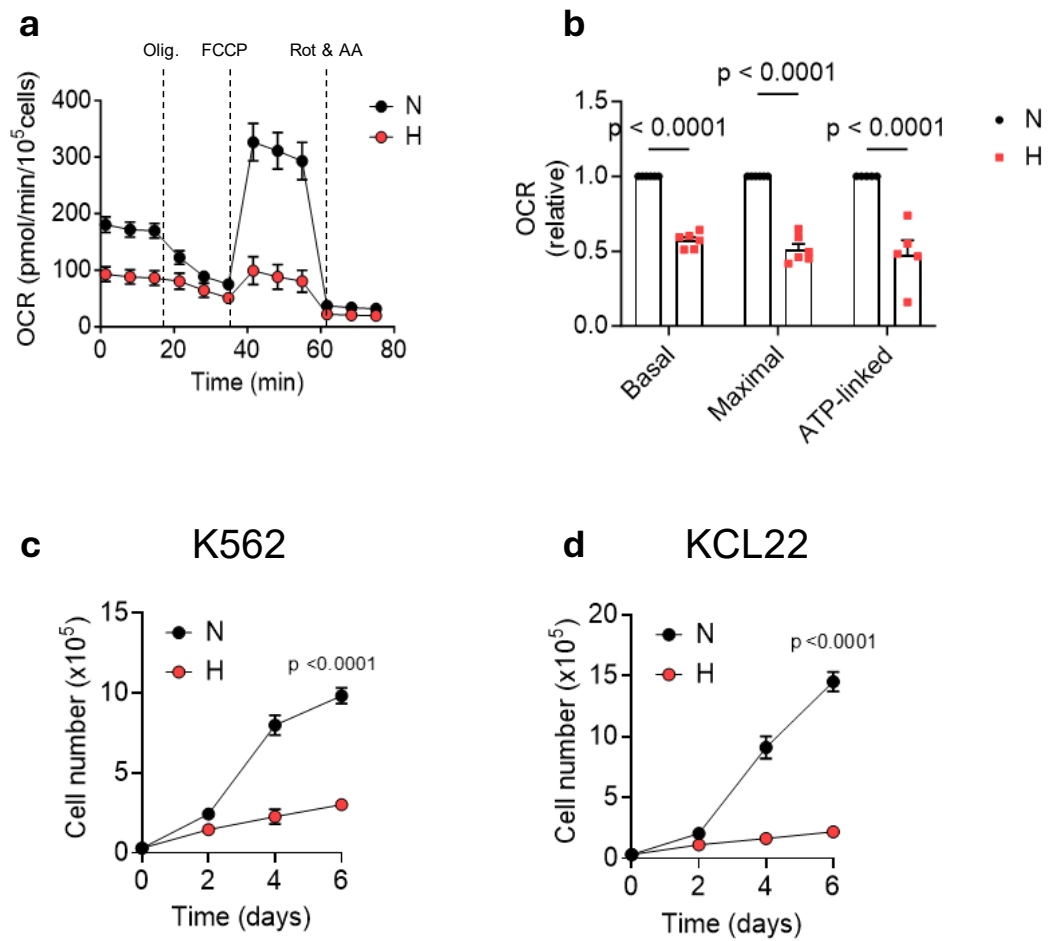 a
Olig. FCCP Rot & AA
OCR (pmol/min/10⁵cells)
400
300
200
100
0
0 20 40 60 80
Time (min)
N
H
b
p < 0.0001
p < 0.0001 p < 0.0001
OCR
(relative)
1.5
1.0
0.5
0.0
Basal Maximal ATP-linked
N
H
c K562
Cell number (x10⁵)
15
10
5
0
0 2 4 6
Time (days)
N
H
p <0.0001
d KCL22
Cell number (x10⁵)
20
15
10
5
0
0 2 4 6
Time (days)
N
H
p <0.0001